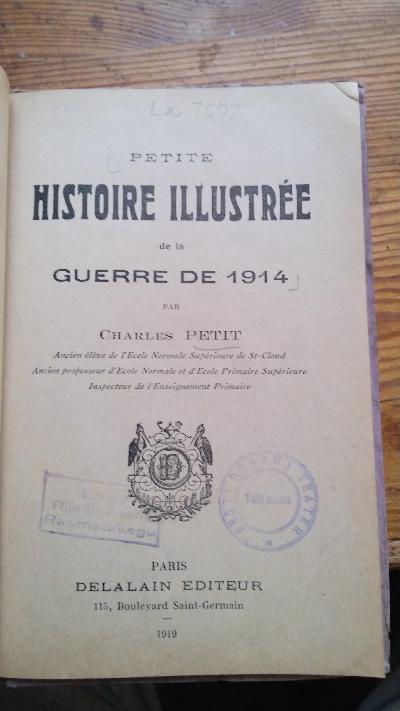 La 7507
PETITE
HISTOIRE ILLUSTRÉE
de la
GUERRE DE 1914
PAR
CHARLES PETIT
Ancien élève de l'Ecole Normale Supérieure de St-Cloud
Ancien professeur d'Ecole Normale et d'Ecole Primaire Supérieure
Inspecteur de l'Enseignement Primaire
D
Raamatukogu
PARIS
DELALAIN EDITEUR
115, Boulevard Saint-Germain
1919